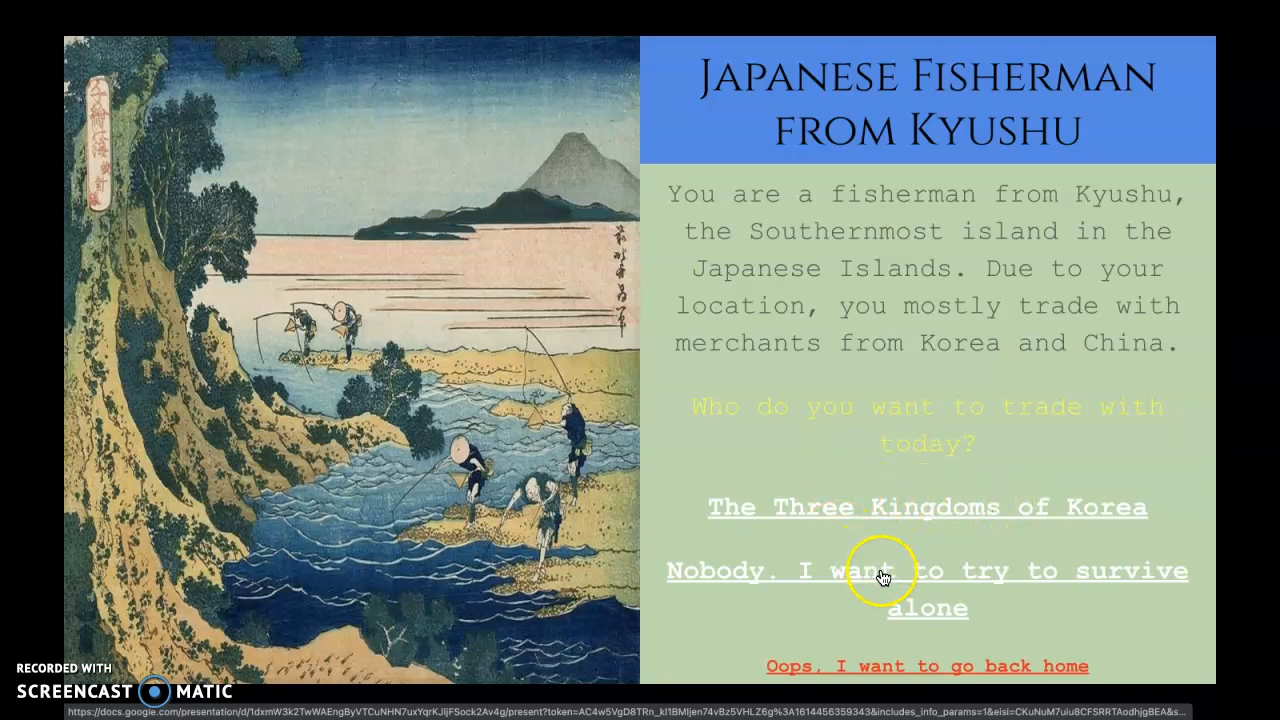 JAPANESE FISHERMAN
FROM KYUSHU
You are a fisherman from Kyushu,
the Southernmost island in the
Japanese Islands. Due to your
location, you mostly trade with
merchants from Korea and China.
Who do you want to trade with
today?
The Three Kingdoms of Korea
Nobody. I want to try to survive
alone
Oops, I want to go back home
RECORDED WITH
SCREENCAST MATIC